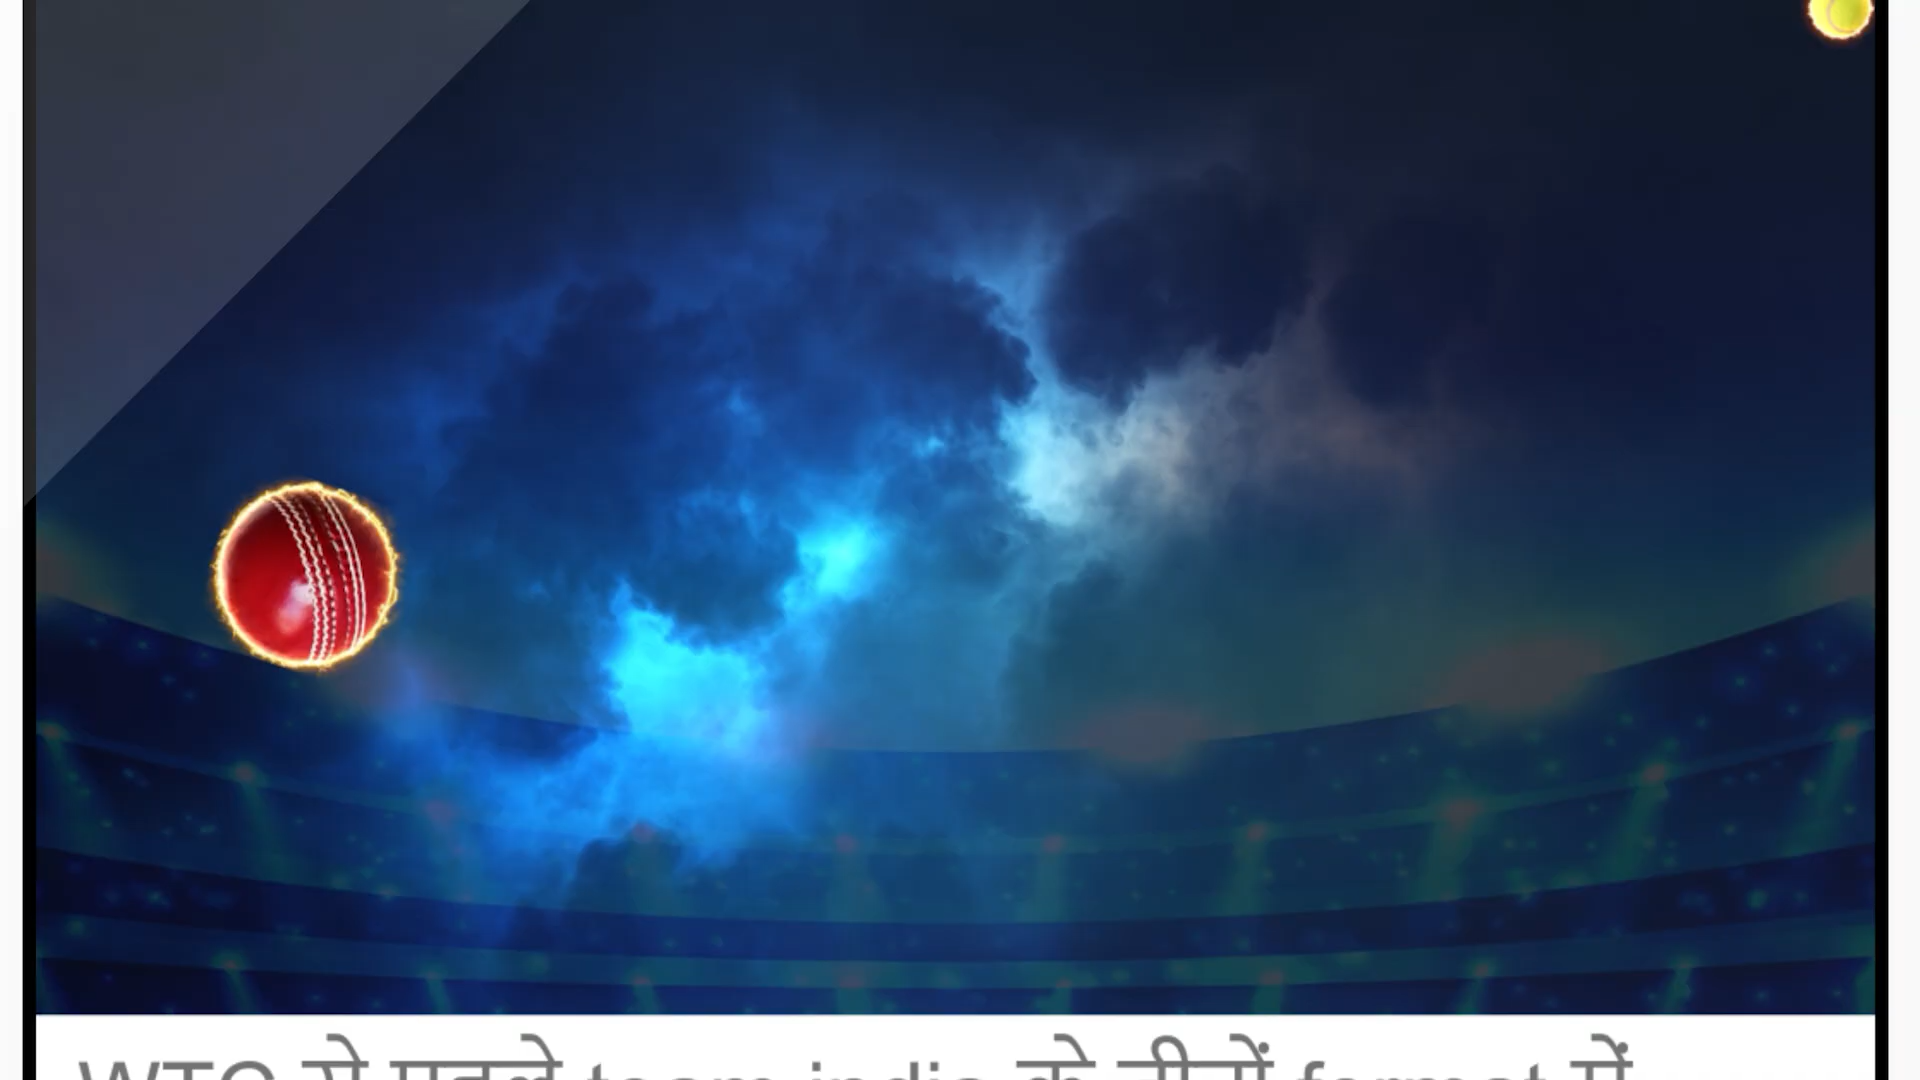 WTC से पहले team india के तीनों format में